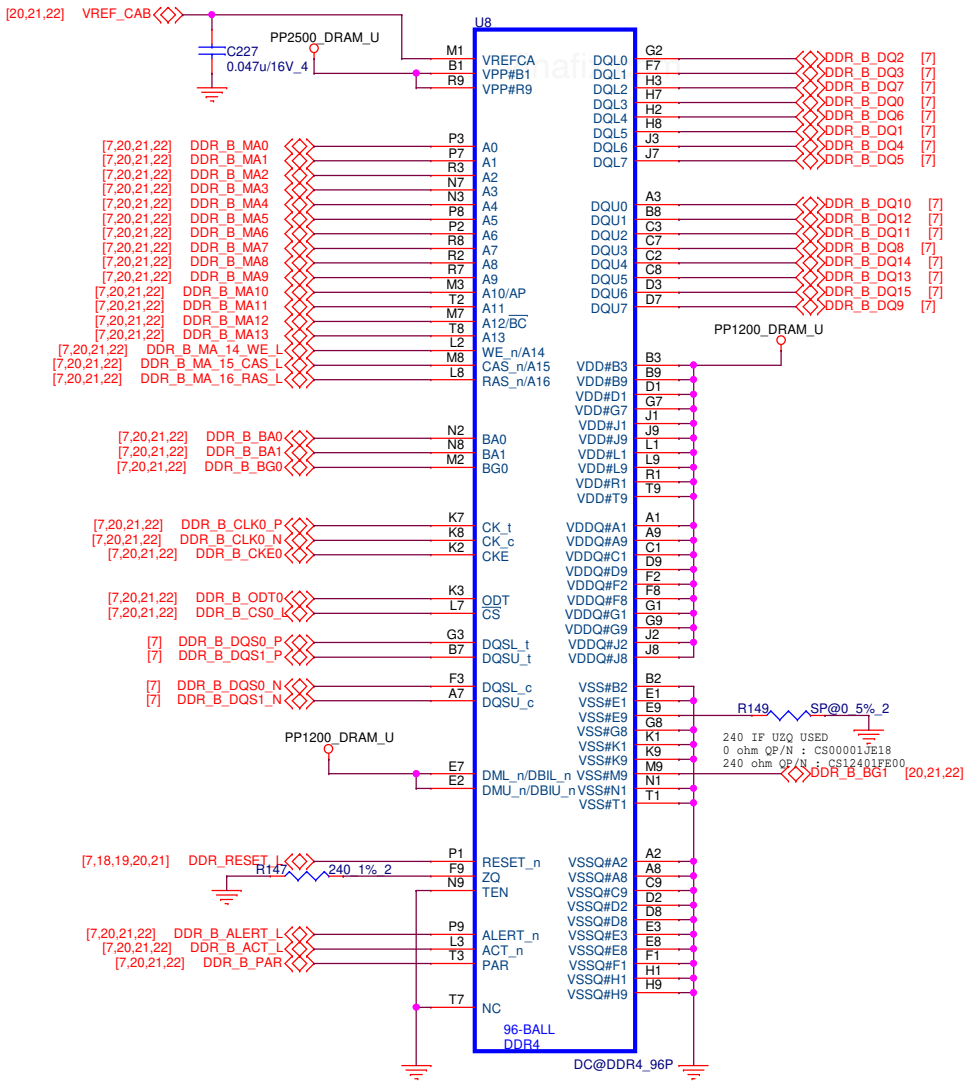 [20,21,22] VREF_CAB
C227
0.047u/16V_4
PP2500_DRAM_U
U8
M1 VREFCA
B1 VPP#B1
R9 VPP#R9
[7,20,21,22] DDR_B_MA0 P3 A0
[7,20,21,22] DDR_B_MA1 P7 A1
[7,20,21,22] DDR_B_MA2 R3 A2
[7,20,21,22] DDR_B_MA3 N7 A3
[7,20,21,22] DDR_B_MA4 N3 A4
[7,20,21,22] DDR_B_MA5 P8 A5
[7,20,21,22] DDR_B_MA6 P2 A6
[7,20,21,22] DDR_B_MA7 R8 A7
[7,20,21,22] DDR_B_MA8 R2 A8
[7,20,21,22] DDR_B_MA9 R7 A9
[7,20,21,22] DDR_B_MA10 M3 A10/AP
[7,20,21,22] DDR_B_MA11 T2 A11
[7,20,21,22] DDR_B_MA12 M7 A12/BC
[7,20,21,22] DDR_B_MA13 T8 A13
[7,20,21,22] DDR_B_MA_14_WE_L L2 WE_n/A14
[7,20,21,22] DDR_B_MA_15_CAS_L M8 CAS_n/A15
[7,20,21,22] DDR_B_MA_16_RAS_L L8 RAS_n/A16
[7,20,21,22] DDR_B_BA0 N2 BA0
[7,20,21,22] DDR_B_BA1 N8 BA1
[7,20,21,22] DDR_B_BG0 M2 BG0
[7,20,21,22] DDR_B_CLK0_P K7 CK_t
[7,20,21,22] DDR_B_CLK0_N K8 CK_c
[7,20,21,22] DDR_B_CKE0 K2 CKE
[7,20,21,22] DDR_B_ODT0 K3 ODT
[7,20,21,22] DDR_B_CS0_L L7 CS
[7] DDR_B_DQS0_P G3 DQSL_t
[7] DDR_B_DQS1_P B7 DQSU_t
[7] DDR_B_DQS0_N F3 DQSL_c
[7] DDR_B_DQS1_N A7 DQSU_c
PP1200_DRAM_U
E7 DML_n/DBIL_n
E2 DMU_n/DBIU_n
[7,18,19,20,21] DDR_RESET_L P1 RESET_n
R147 240_1%_2 F9 ZQ
N9 TEN
[7,20,21,22] DDR_B_ALERT_L P9 ALERT_n
[7,20,21,22] DDR_B_ACT_L L3 ACT_n
[7,20,21,22] DDR_B_PAR T3 PAR
T7 NC
96-BALL
DDR4
DC@DDR4_96P
DQL0 G2 DDR_B_DQ2 [7]
DQL1 F7 DDR_B_DQ3 [7]
DQL2 H3 DDR_B_DQ7 [7]
DQL3 H7 DDR_B_DQ0 [7]
DQL4 H2 DDR_B_DQ6 [7]
DQL5 H8 DDR_B_DQ1 [7]
DQL6 J3 DDR_B_DQ4 [7]
DQL7 J7 DDR_B_DQ5 [7]
DQU0 A3 DDR_B_DQ10 [7]
DQU1 B8 DDR_B_DQ12 [7]
DQU2 C3 DDR_B_DQ11 [7]
DQU3 C7 DDR_B_DQ8 [7]
DQU4 C2 DDR_B_DQ14 [7]
DQU5 C8 DDR_B_DQ13 [7]
DQU6 D3 DDR_B_DQ15 [7]
DQU7 D7 DDR_B_DQ9 [7]
PP1200_DRAM_U
VDD#B3 B3
VDD#B9 B9
VDD#D1 D1
VDD#G7 G7
VDD#J1 J1
VDD#J9 J9
VDD#L1 L1
VDD#L9 L9
VDD#R1 R1
VDD#T9 T9
VDDQ#A1 A1
VDDQ#A9 A9
VDDQ#C1 C1
VDDQ#D9 D9
VDDQ#F2 F2
VDDQ#F8 F8
VDDQ#G1 G1
VDDQ#G9 G9
VDDQ#J2 J2
VDDQ#J8 J8
VSS#B2 B2
VSS#E1 E1
VSS#E9 E9 R149 SP@0_5%_2
VSS#G8 G8
VSS#K1 K1
VSS#K9 K9
240 IF UZQ USED
0 ohm QP/N : CS00001JE18
240 ohm QP/N : CS12401FE00
VSS#M9 M9 DDR_B_BG1 [20,21,22]
VSS#N1 N1
VSS#T1 T1
VSSQ#A2 A2
VSSQ#A8 A8
VSSQ#C9 C9
VSSQ#D2 D2
VSSQ#D8 D8
VSSQ#E3 E3
VSSQ#E8 E8
VSSQ#F1 F1
VSSQ#H1 H1
VSSQ#H9 H9